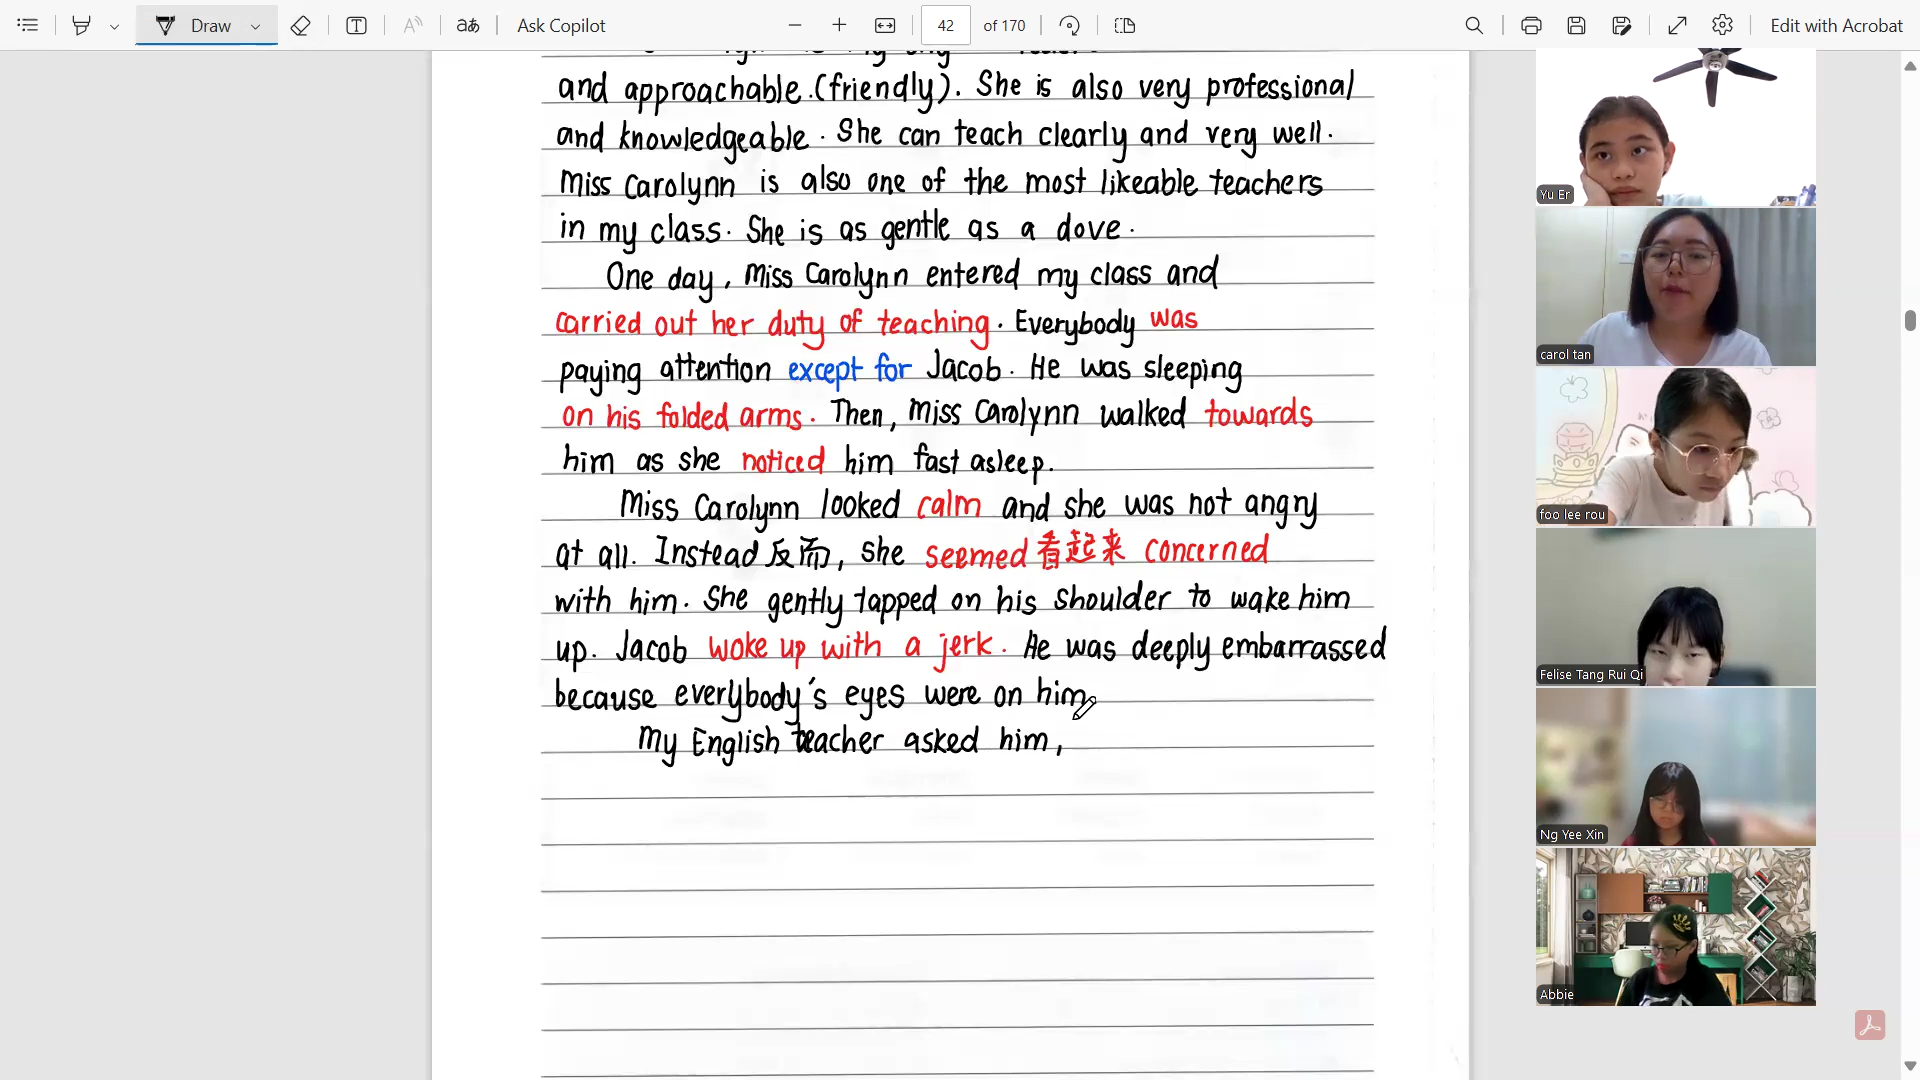 Draw
Ask Copilot
42 of 170
Edit with Acrobat
and approachable.(friendly). She is also very professional
and knowledgeable. She can teach clearly and very well.
Miss Carolynn is also one of the most likeable teachers
in my class. She is as gentle as a dove.
One day, Miss Carolynn entered my class and
carried out her duty of teaching. Everybody was
paying attention except for Jacob. He was sleeping
on his folded arms. Then, Miss Carolynn walked towards
him as she noticed him fast asleep.
Miss Carolynn looked calm and she was not angry
at all. Instead 反而, she seemed 看起来 concerned
with him. She gently tapped on his shoulder to wake him
up. Jacob woke up with a jerk. He was deeply embarrassed
because everybody's eyes were on him
My English teacher asked him,
Yu Er
carol tan
foo lee rou
Felise Tang Rui Qi
Ng Yee Xin
Abbie